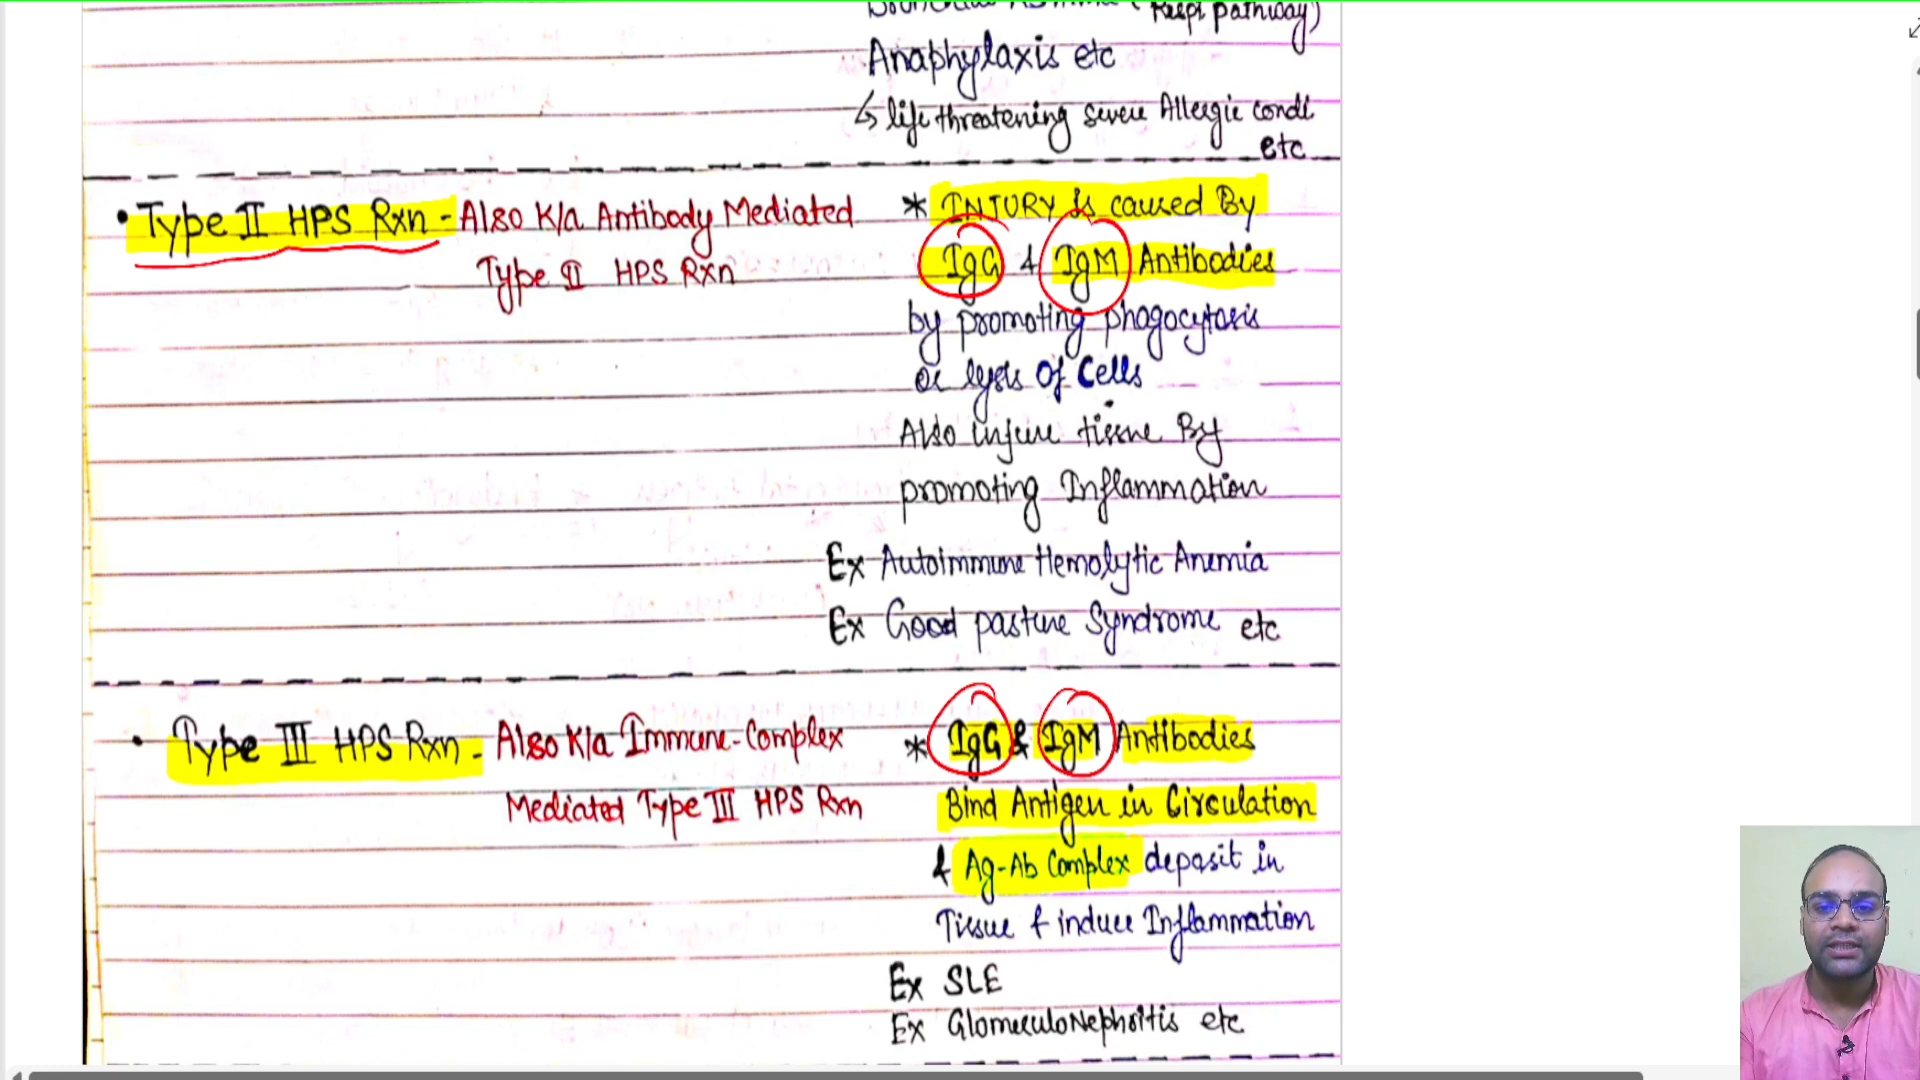 Respi pathway)
Anaphylaxis etc
↳ life threatening severe Allergic condi
etc
• Type II HPS Rxn - Also K/a Antibody Mediated
Type II HPS Rxn
* INJURY is caused By
IgG & IgM Antibodies
by promoting phagocytosis
or lysis of Cells
Also injure tissue By
promoting Inflammation
Ex Autoimmune Hemolytic Anemia
Ex Good pasture Syndrome etc
• Type III HPS Rxn - Also K/a Immune-Complex
Mediated Type III HPS Rxn
* IgG & IgM Antibodies
Bind Antigen in Circulation
& Ag-Ab Complex deposit in
Tissue & induce Inflammation
Ex SLE
Ex GlomeruloNephritis etc